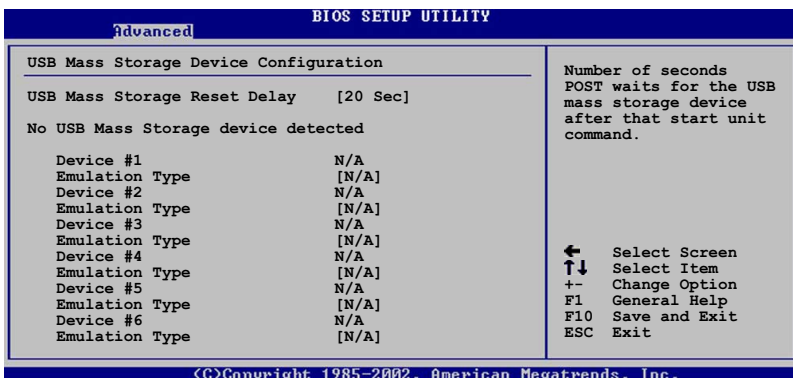 BIOS SETUP UTILITY
Advanced
USB Mass Storage Device Configuration
USB Mass Storage Reset Delay [20 Sec]
No USB Mass Storage device detected
Device #1 N/A
Emulation Type [N/A]
Device #2 N/A
Emulation Type [N/A]
Device #3 N/A
Emulation Type [N/A]
Device #4 N/A
Emulation Type [N/A]
Device #5 N/A
Emulation Type [N/A]
Device #6 N/A
Emulation Type [N/A]
Number of seconds
POST waits for the USB
mass storage device
after that start unit
command.
← Select Screen
↑↓ Select Item
+- Change Option
F1 General Help
F10 Save and Exit
ESC Exit
(C)Copyright 1985-2002, American Megatrends, Inc.